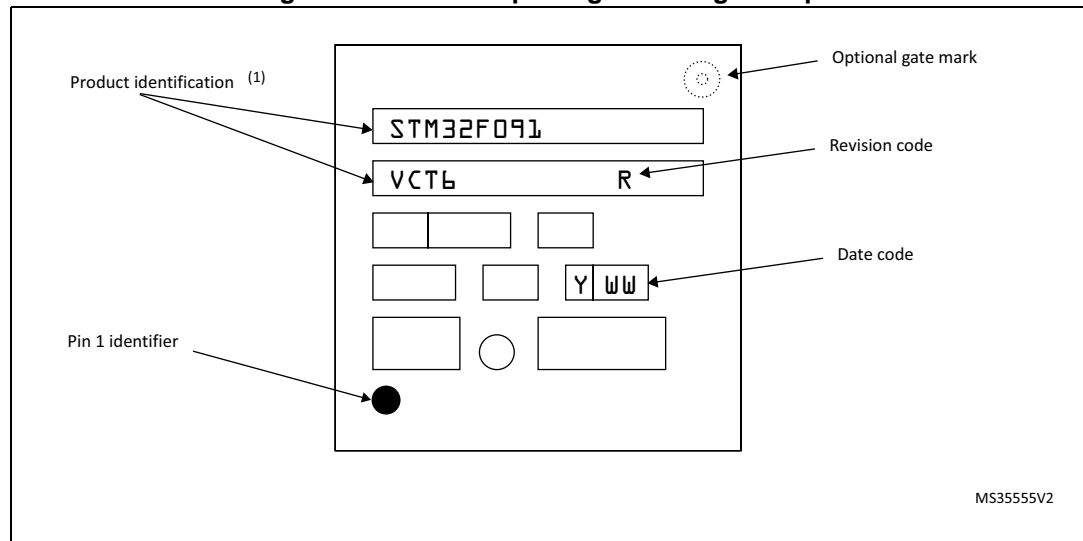 Optional gate mark
Product identification (1)
STM32F091
Revision code
VCT6 R
Date code
Y WW
Pin 1 identifier
MS35555V2